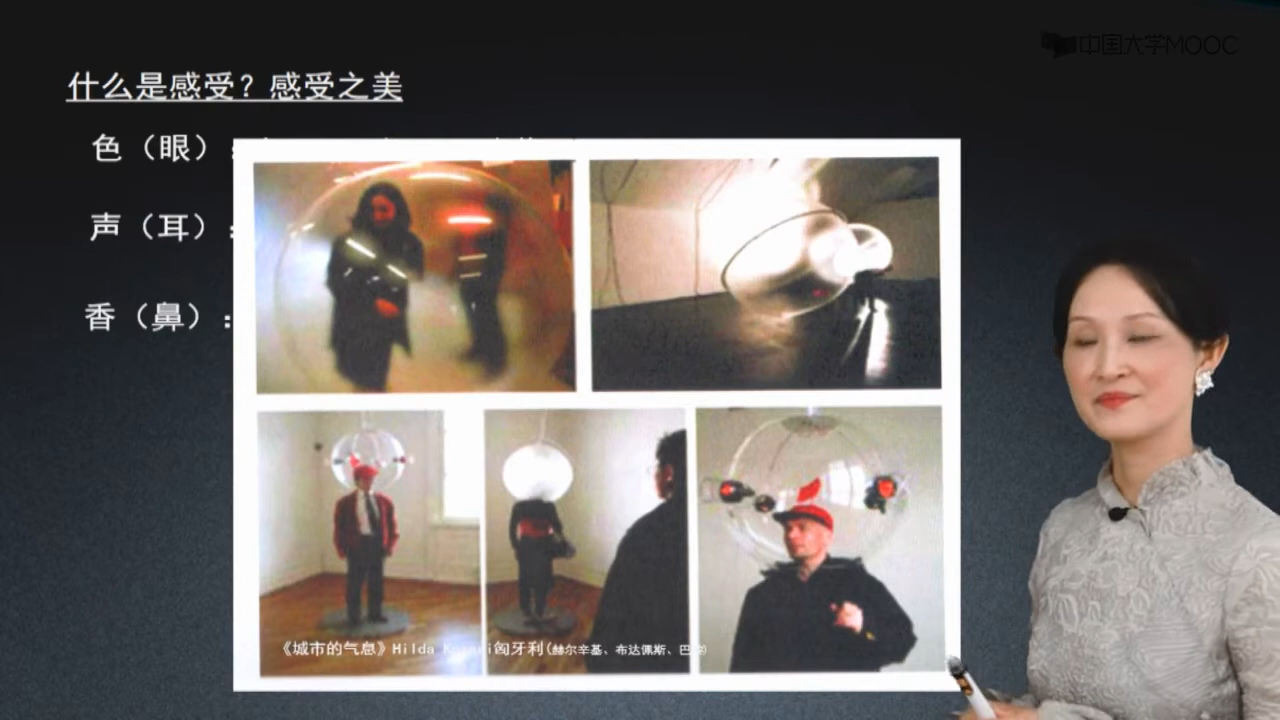 中国大学MOOC
什么是感受？感受之美
色（眼）：
声（耳）：
香（鼻）：
《城市的气息》Hilda 匈牙利(赫尔辛基、布达佩斯、